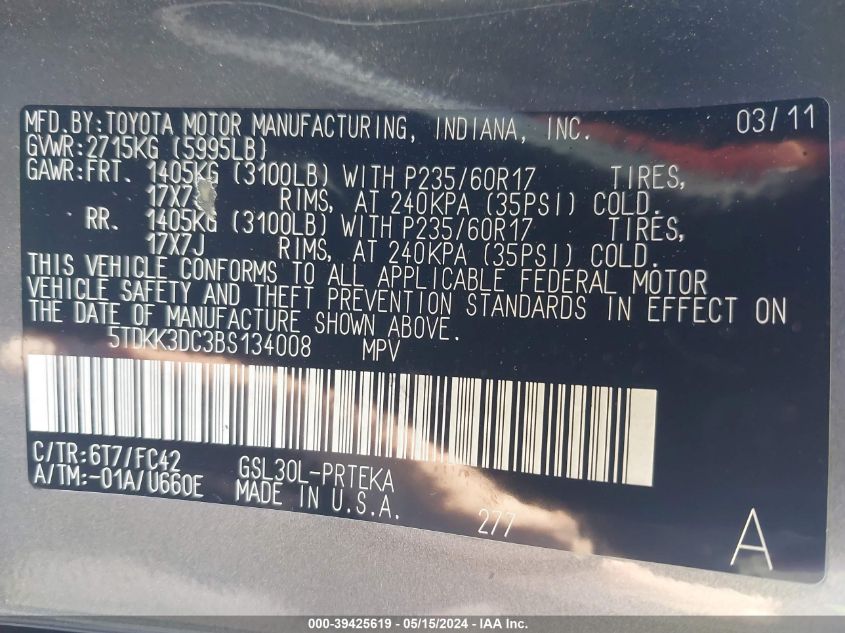 MFD.BY:TOYOTA MOTOR MANUFACTURING, INDIANA, INC. 03/11
GVWR:2715KG (5995LB)
GAWR:FRT. 1405KG (3100LB) WITH P235/60R17 TIRES,
17X7 RIMS, AT 240KPA (35PSI) COLD.
RR. 1405KG (3100LB) WITH P235/60R17 TIRES,
17X7J RIMS, AT 240KPA (35PSI) COLD.
THIS VEHICLE CONFORMS TO ALL APPLICABLE FEDERAL MOTOR
VEHICLE SAFETY AND THEFT PREVENTION STANDARDS IN EFFECT ON
THE DATE OF MANUFACTURE SHOWN ABOVE.
5TDKK3DC3BS134008 MPV
C/TR:6T7/FC42 GSL30L-PRTEKA
A/TM:-01A/U660E MADE IN U.S.A.
277 A
000-39425619 - 05/15/2024 - IAA Inc.